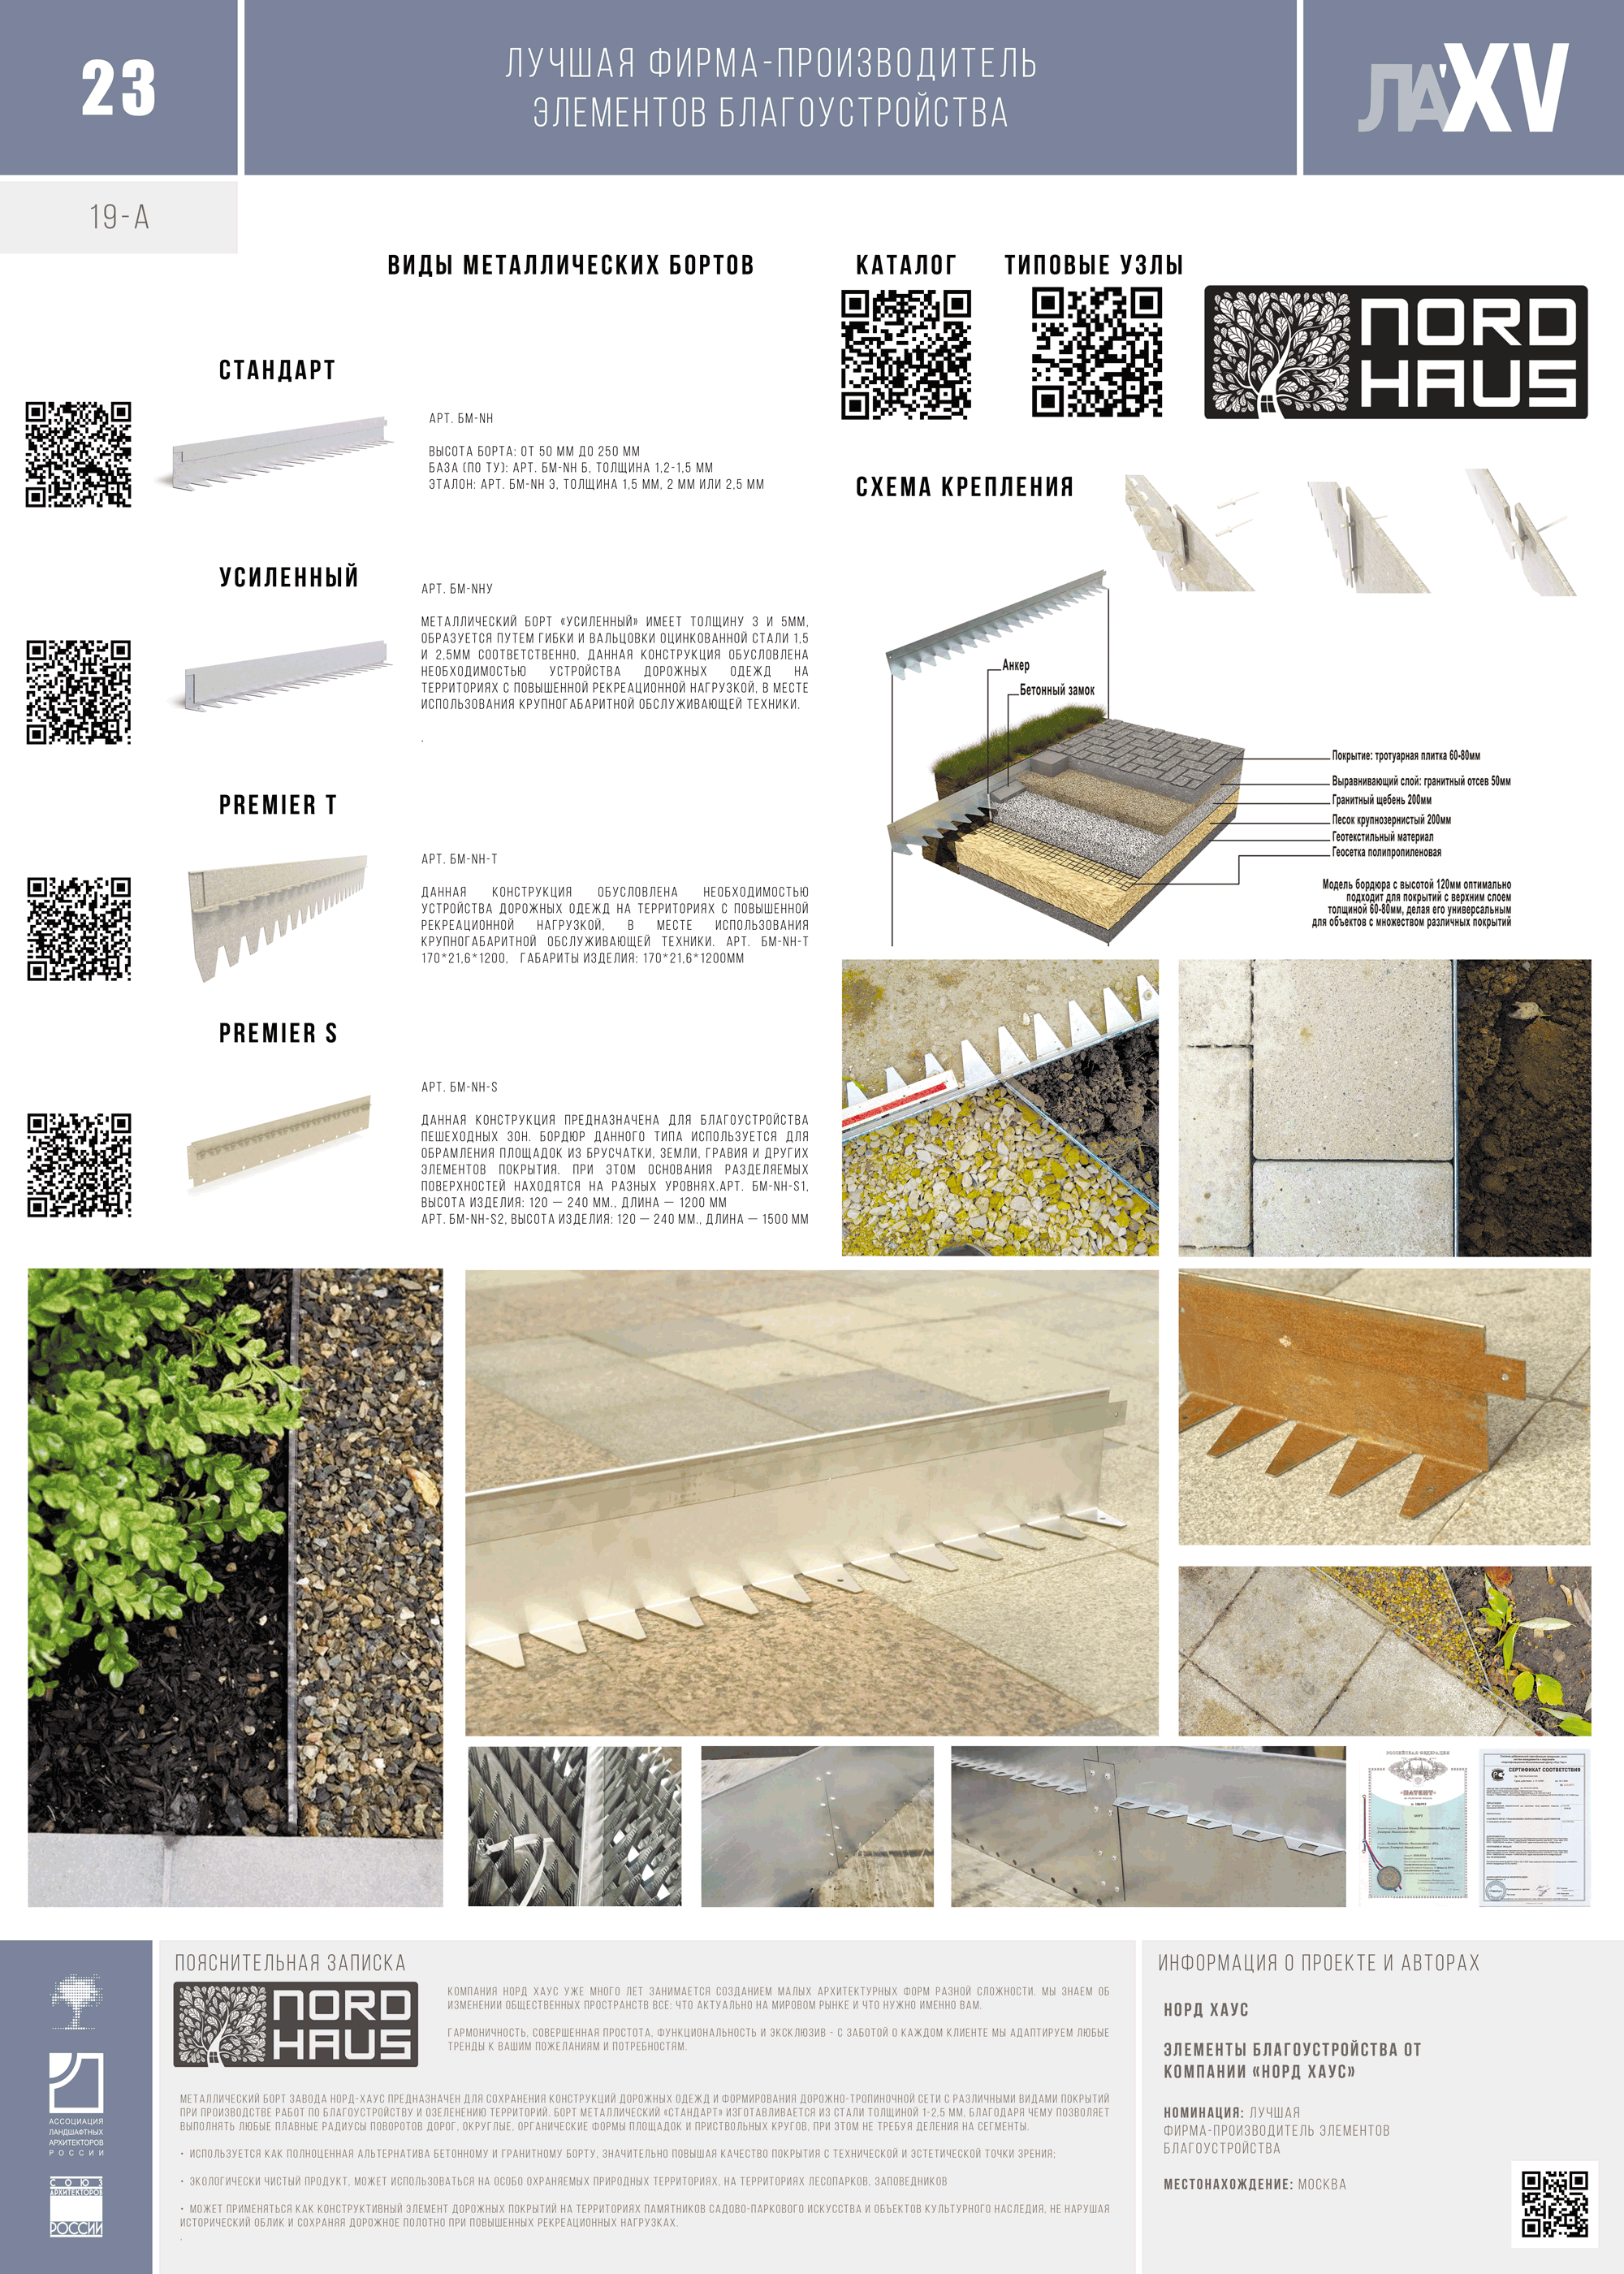 23
ЛУЧШАЯ ФИРМА-ПРОИЗВОДИТЕЛЬ
ЭЛЕМЕНТОВ БЛАГОУСТРОЙСТВА
ЛА'XV
19-А
ВИДЫ МЕТАЛЛИЧЕСКИХ БОРТОВ
КАТАЛОГ
ТИПОВЫЕ УЗЛЫ
NORD
HAUS
СТАНДАРТ
АРТ. БМ-NH
ВЫСОТА БОРТА: ОТ 50 ММ ДО 250 ММ
БАЗА (ПО ТУ): АРТ. БМ-NH Б, ТОЛЩИНА 1,2-1,5 ММ
ЭТАЛОН: АРТ. БМ-NH Э, ТОЛЩИНА 1,5 ММ, 2 ММ ИЛИ 2,5 ММ
УСИЛЕННЫЙ
АРТ. БМ-NHУ
МЕТАЛЛИЧЕСКИЙ БОРТ «УСИЛЕННЫЙ» ИМЕЕТ ТОЛЩИНУ 3 И 5ММ,
ОБРАЗУЕТСЯ ПУТЕМ ГИБКИ И ВАЛЬЦОВКИ ОЦИНКОВАННОЙ СТАЛИ 1,5
И 2,5ММ СООТВЕТСТВЕННО. ДАННАЯ КОНСТРУКЦИЯ ОБУСЛОВЛЕНА
НЕОБХОДИМОСТЬЮ УСТРОЙСТВА ДОРОЖНЫХ ОДЕЖД НА
ТЕРРИТОРИЯХ С ПОВЫШЕННОЙ РЕКРЕАЦИОННОЙ НАГРУЗКОЙ, В МЕСТЕ
ИСПОЛЬЗОВАНИЯ КРУПНОГАБАРИТНОЙ ОБСЛУЖИВАЮЩЕЙ ТЕХНИКИ.
.
PREMIER T
АРТ. БМ-NH-T
ДАННАЯ КОНСТРУКЦИЯ ОБУСЛОВЛЕНА НЕОБХОДИМОСТЬЮ
УСТРОЙСТВА ДОРОЖНЫХ ОДЕЖД НА ТЕРРИТОРИЯХ С ПОВЫШЕННОЙ
РЕКРЕАЦИОННОЙ НАГРУЗКОЙ, В МЕСТЕ ИСПОЛЬЗОВАНИЯ
КРУПНОГАБАРИТНОЙ ОБСЛУЖИВАЮЩЕЙ ТЕХНИКИ. АРТ. БМ-NH-T
170*21,6*1200, ГАБАРИТЫ ИЗДЕЛИЯ: 170*21,6*1200ММ
PREMIER S
АРТ. БМ-NH-S
ДАННАЯ КОНСТРУКЦИЯ ПРЕДНАЗНАЧЕНА ДЛЯ БЛАГОУСТРОЙСТВА
ПЕШЕХОДНЫХ ЗОН. БОРДЮР ДАННОГО ТИПА ИСПОЛЬЗУЕТСЯ ДЛЯ
ОБРАМЛЕНИЯ ПЛОЩАДОК ИЗ БРУСЧАТКИ, ЗЕМЛИ, ГРАВИЯ И ДРУГИХ
ЭЛЕМЕНТОВ ПОКРЫТИЯ. ПРИ ЭТОМ ОСНОВАНИЯ РАЗДЕЛЯЕМЫХ
ПОВЕРХНОСТЕЙ НАХОДЯТСЯ НА РАЗНЫХ УРОВНЯХ.АРТ. БМ-NH-S1,
ВЫСОТА ИЗДЕЛИЯ: 120 — 240 ММ., ДЛИНА — 1200 ММ
АРТ. БМ-NH-S2, ВЫСОТА ИЗДЕЛИЯ: 120 — 240 ММ., ДЛИНА — 1500 ММ
СХЕМА КРЕПЛЕНИЯ
Анкер
Бетонный замок
Покрытие: тротуарная плитка 60-80мм
Выравнивающий слой: гранитный отсев 50мм
Гранитный щебень 200мм
Песок крупнозернистый 200мм
Геотекстильный материал
Геосетка полипропиленовая
Модель бордюра с высотой 120мм оптимально
подходит для покрытий с верхним слоем
толщиной 60-80мм, делая его универсальным
для объектов с множеством различных покрытий
РОССИЙСКАЯ ФЕДЕРАЦИЯ
ПАТЕНТ
СЕРТИФИКАТ СООТВЕТСТВИЯ
АССОЦИАЦИЯ
ЛАНДШАФТНЫХ
АРХИТЕКТОРОВ
РОССИИ
СОЮЗ
АРХИТЕКТОРОВ
РОССИИ
ПОЯСНИТЕЛЬНАЯ ЗАПИСКА
NORD
HAUS
КОМПАНИЯ НОРД ХАУС УЖЕ МНОГО ЛЕТ ЗАНИМАЕТСЯ СОЗДАНИЕМ МАЛЫХ АРХИТЕКТУРНЫХ ФОРМ РАЗНОЙ СЛОЖНОСТИ. МЫ ЗНАЕМ ОБ
ИЗМЕНЕНИИ ОБЩЕСТВЕННЫХ ПРОСТРАНСТВ ВСЕ: ЧТО АКТУАЛЬНО НА МИРОВОМ РЫНКЕ И ЧТО НУЖНО ИМЕННО ВАМ.
ГАРМОНИЧНОСТЬ, СОВЕРШЕННАЯ ПРОСТОТА, ФУНКЦИОНАЛЬНОСТЬ И ЭКСКЛЮЗИВ - С ЗАБОТОЙ О КАЖДОМ КЛИЕНТЕ МЫ АДАПТИРУЕМ ЛЮБЫЕ
ТРЕНДЫ К ВАШИМ ПОЖЕЛАНИЯМ И ПОТРЕБНОСТЯМ.
МЕТАЛЛИЧЕСКИЙ БОРТ ЗАВОДА НОРД-ХАУС ПРЕДНАЗНАЧЕН ДЛЯ СОХРАНЕНИЯ КОНСТРУКЦИЙ ДОРОЖНЫХ ОДЕЖД И ФОРМИРОВАНИЯ ДОРОЖНО-ТРОПИНОЧНОЙ СЕТИ С РАЗЛИЧНЫМИ ВИДАМИ ПОКРЫТИЙ
ПРИ ПРОИЗВОДСТВЕ РАБОТ ПО БЛАГОУСТРОЙСТВУ И ОЗЕЛЕНЕНИЮ ТЕРРИТОРИЙ. БОРТ МЕТАЛЛИЧЕСКИЙ «СТАНДАРТ» ИЗГОТАВЛИВАЕТСЯ ИЗ СТАЛИ ТОЛЩИНОЙ 1-2,5 ММ, БЛАГОДАРЯ ЧЕМУ ПОЗВОЛЯЕТ
ВЫПОЛНЯТЬ ЛЮБЫЕ ПЛАВНЫЕ РАДИУСЫ ПОВОРОТОВ ДОРОГ, ОКРУГЛЫЕ, ОРГАНИЧЕСКИЕ ФОРМЫ ПЛОЩАДОК И ПРИСТВОЛЬНЫХ КРУГОВ, ПРИ ЭТОМ НЕ ТРЕБУЯ ДЕЛЕНИЯ НА СЕГМЕНТЫ.
• ИСПОЛЬЗУЕТСЯ КАК ПОЛНОЦЕННАЯ АЛЬТЕРНАТИВА БЕТОННОМУ И ГРАНИТНОМУ БОРТУ, ЗНАЧИТЕЛЬНО ПОВЫШАЯ КАЧЕСТВО ПОКРЫТИЯ С ТЕХНИЧЕСКОЙ И ЭСТЕТИЧЕСКОЙ ТОЧКИ ЗРЕНИЯ;
• ЭКОЛОГИЧЕСКИ ЧИСТЫЙ ПРОДУКТ, МОЖЕТ ИСПОЛЬЗОВАТЬСЯ НА ОСОБО ОХРАНЯЕМЫХ ПРИРОДНЫХ ТЕРРИТОРИЯХ, НА ТЕРРИТОРИЯХ ЛЕСОПАРКОВ, ЗАПОВЕДНИКОВ
• МОЖЕТ ПРИМЕНЯТЬСЯ КАК КОНСТРУКТИВНЫЙ ЭЛЕМЕНТ ДОРОЖНЫХ ПОКРЫТИЙ НА ТЕРРИТОРИЯХ ПАМЯТНИКОВ САДОВО-ПАРКОВОГО ИСКУССТВА И ОБЪЕКТОВ КУЛЬТУРНОГО НАСЛЕДИЯ, НЕ НАРУШАЯ
ИСТОРИЧЕСКИЙ ОБЛИК И СОХРАНЯЯ ДОРОЖНОЕ ПОЛОТНО ПРИ ПОВЫШЕННЫХ РЕКРЕАЦИОННЫХ НАГРУЗКАХ.
ИНФОРМАЦИЯ О ПРОЕКТЕ И АВТОРАХ
НОРД ХАУС
ЭЛЕМЕНТЫ БЛАГОУСТРОЙСТВА ОТ
КОМПАНИИ «НОРД ХАУС»
НОМИНАЦИЯ: ЛУЧШАЯ
ФИРМА-ПРОИЗВОДИТЕЛЬ ЭЛЕМЕНТОВ
БЛАГОУСТРОЙСТВА
МЕСТОНАХОЖДЕНИЕ: МОСКВА